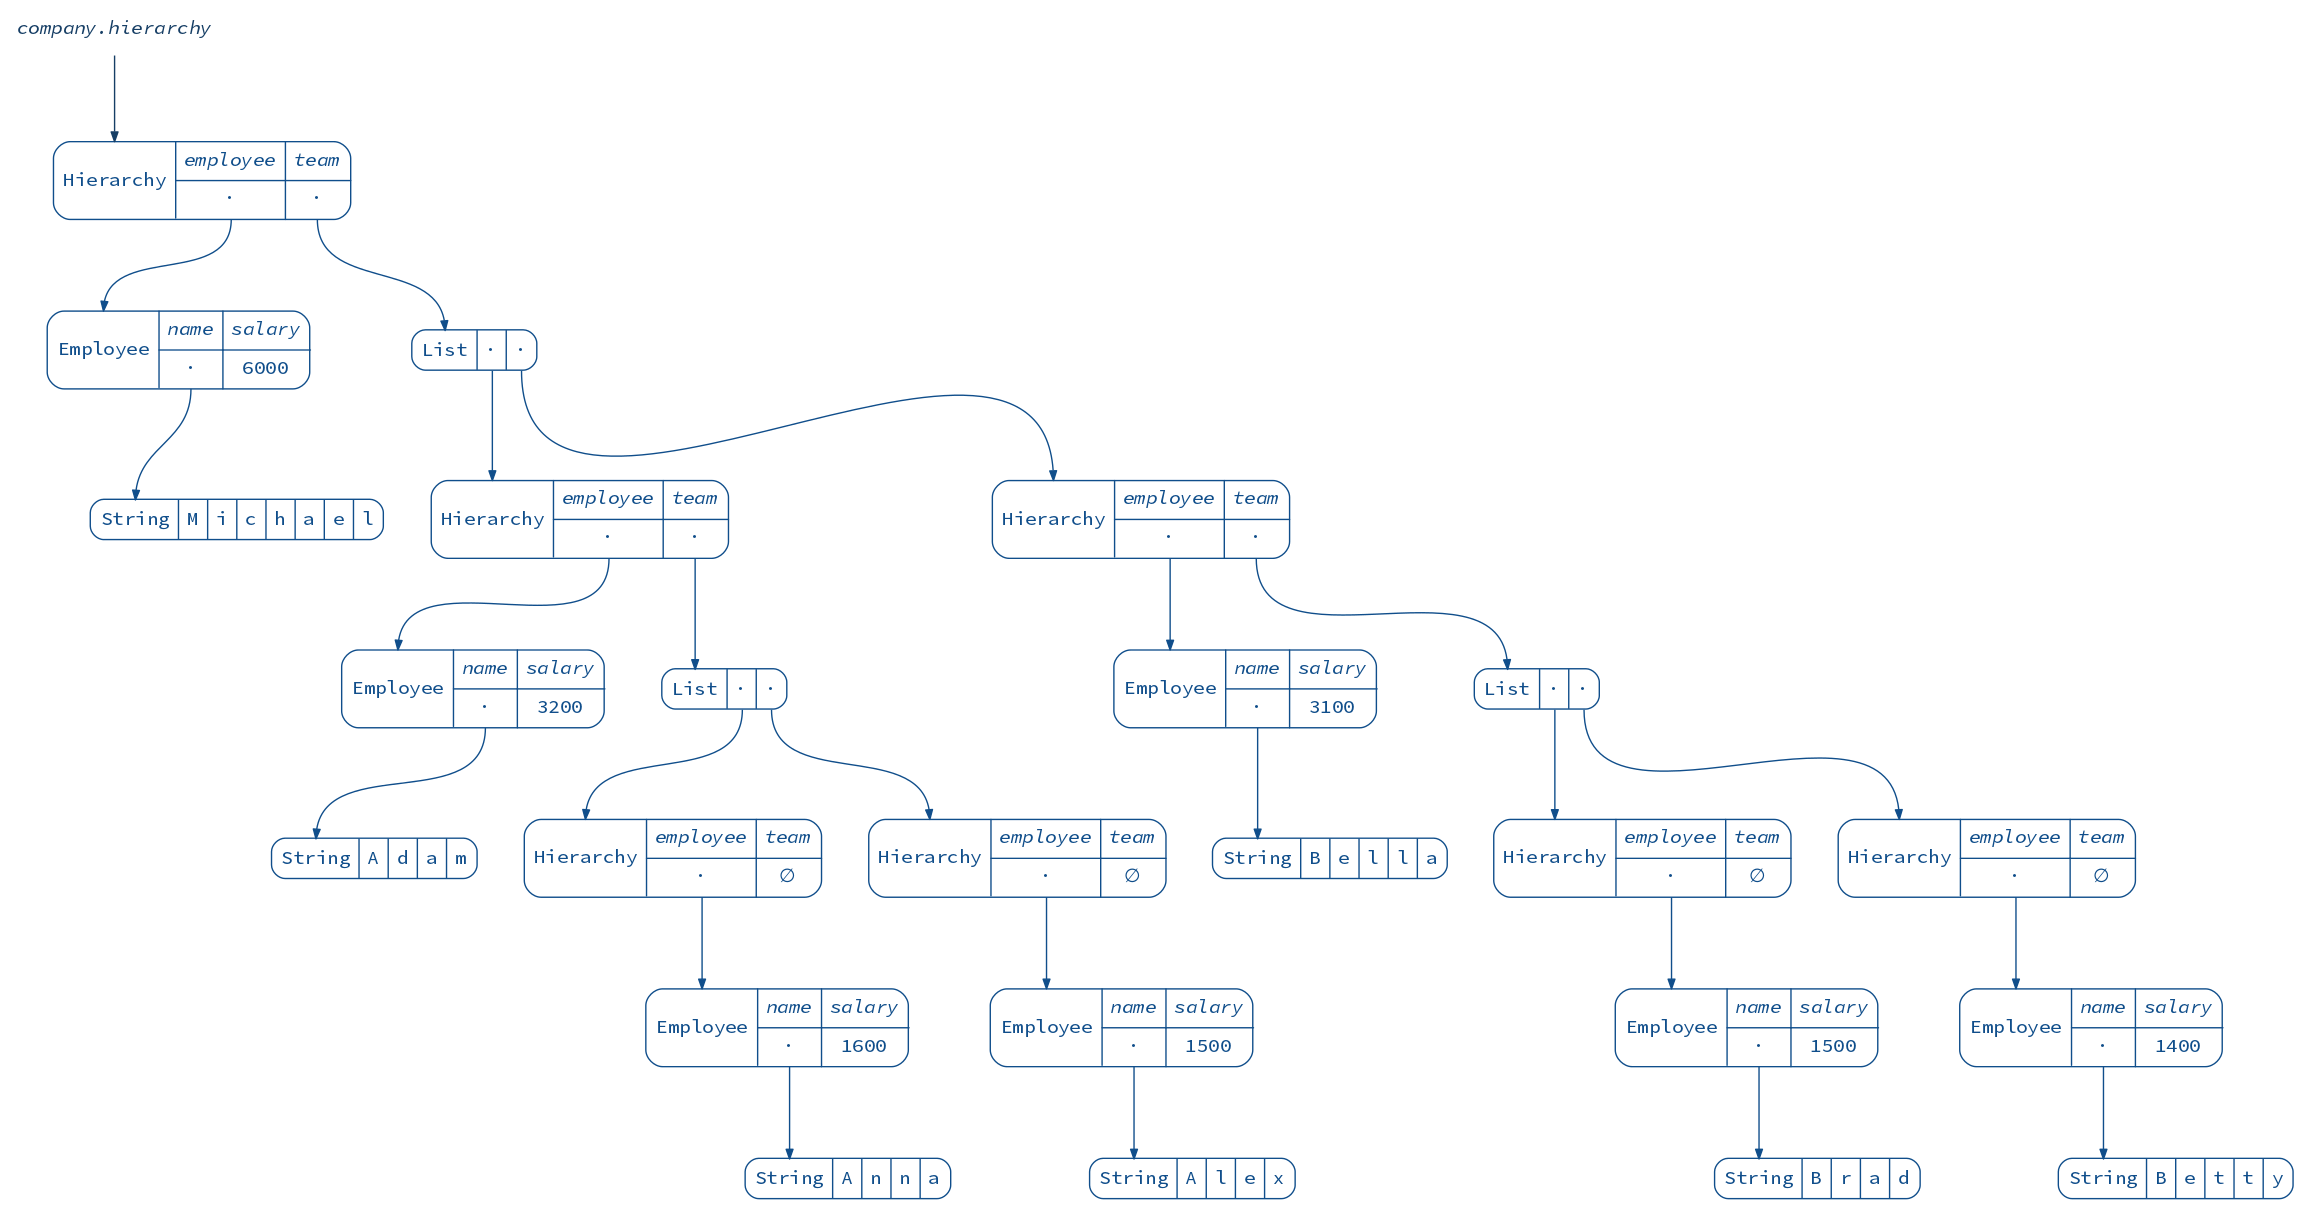 company.hierarchy
Hierarchy employee team
· ·
Employee name salary
· 6000
List · ·
String M i c h a e l
Hierarchy employee team
· ·
Hierarchy employee team
· ·
Employee name salary
· 3200
List · ·
Employee name salary
· 3100
List · ·
String A d a m
Hierarchy employee team
· ∅
Hierarchy employee team
· ∅
String B e l l a
Hierarchy employee team
· ∅
Hierarchy employee team
· ∅
Employee name salary
· 1600
Employee name salary
· 1500
Employee name salary
· 1500
Employee name salary
· 1400
String A n n a
String A l e x
String B r a d
String B e t t y